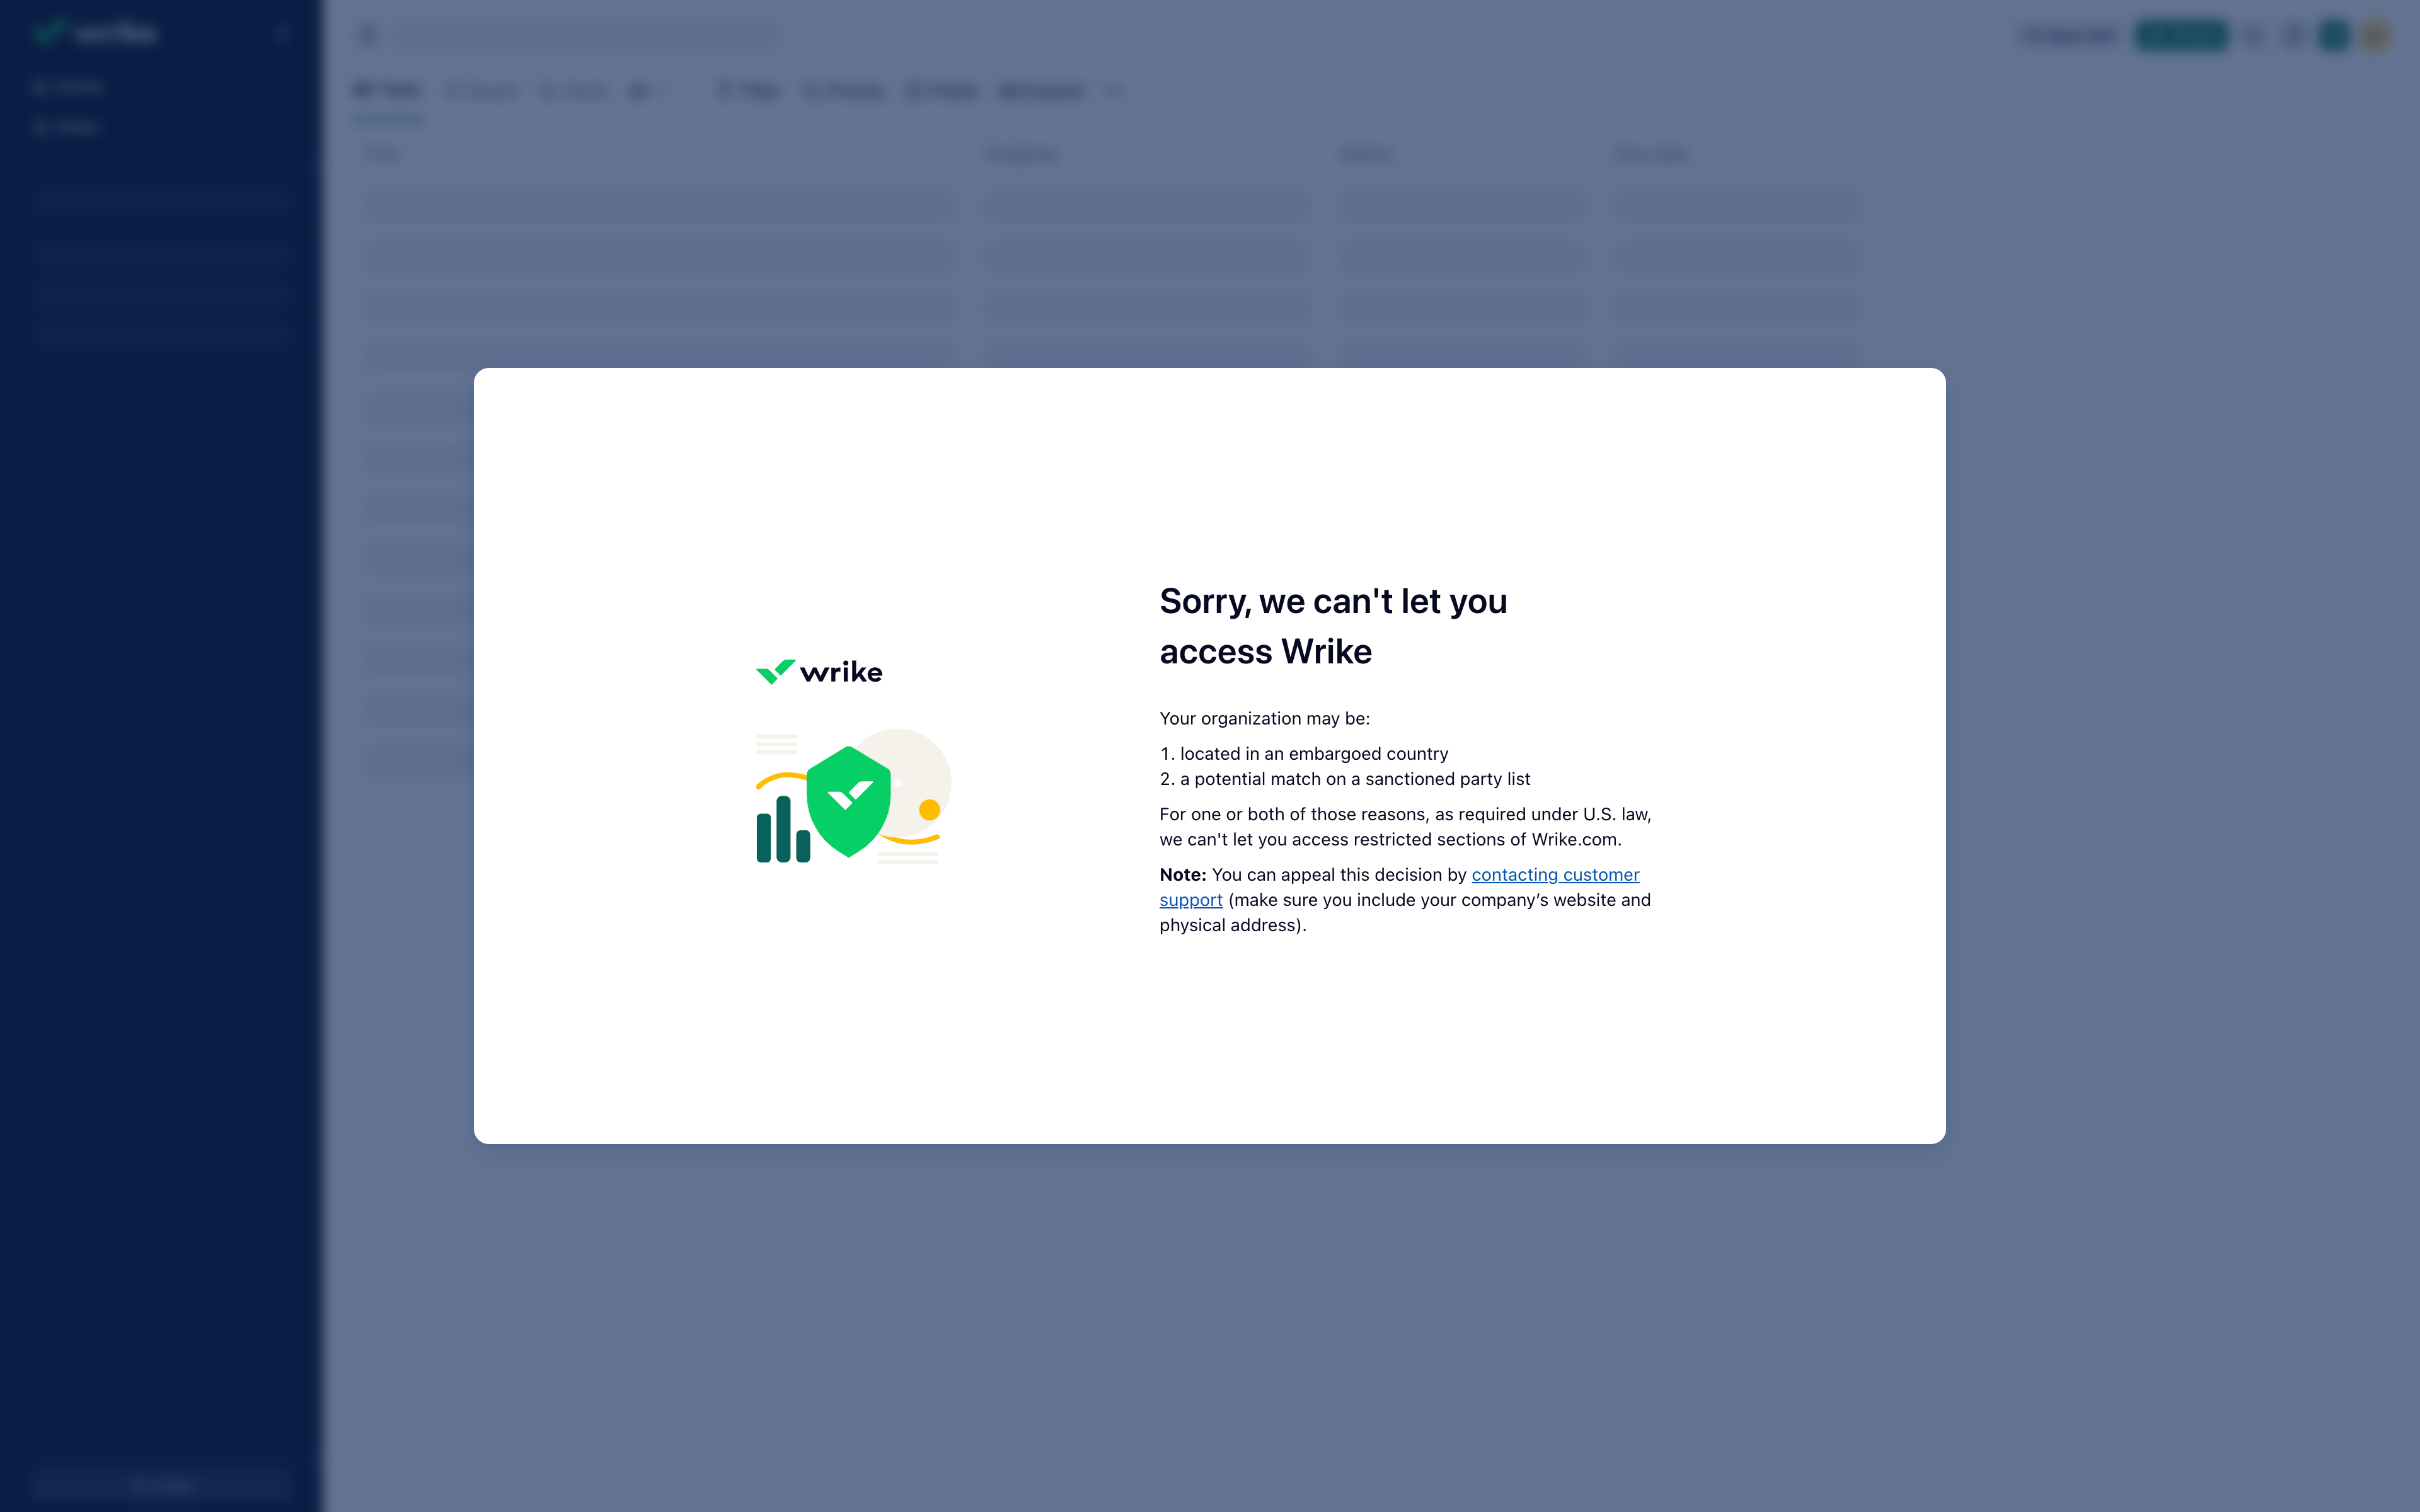 wrike
Sorry, we can't let you
access Wrike
Your organization may be:
1. located in an embargoed country
2. a potential match on a sanctioned party list
For one or both of those reasons, as required under U.S. law,
we can't let you access restricted sections of Wrike.com.
Note: You can appeal this decision by contacting customer
support (make sure you include your company’s website and
physical address).